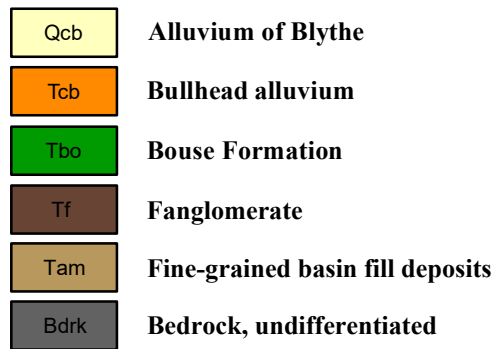 Qcb Alluvium of Blythe
Tcb Bullhead alluvium
Tbo Bouse Formation
Tf Fanglomerate
Tam Fine-grained basin fill deposits
Bdrk Bedrock, undifferentiated